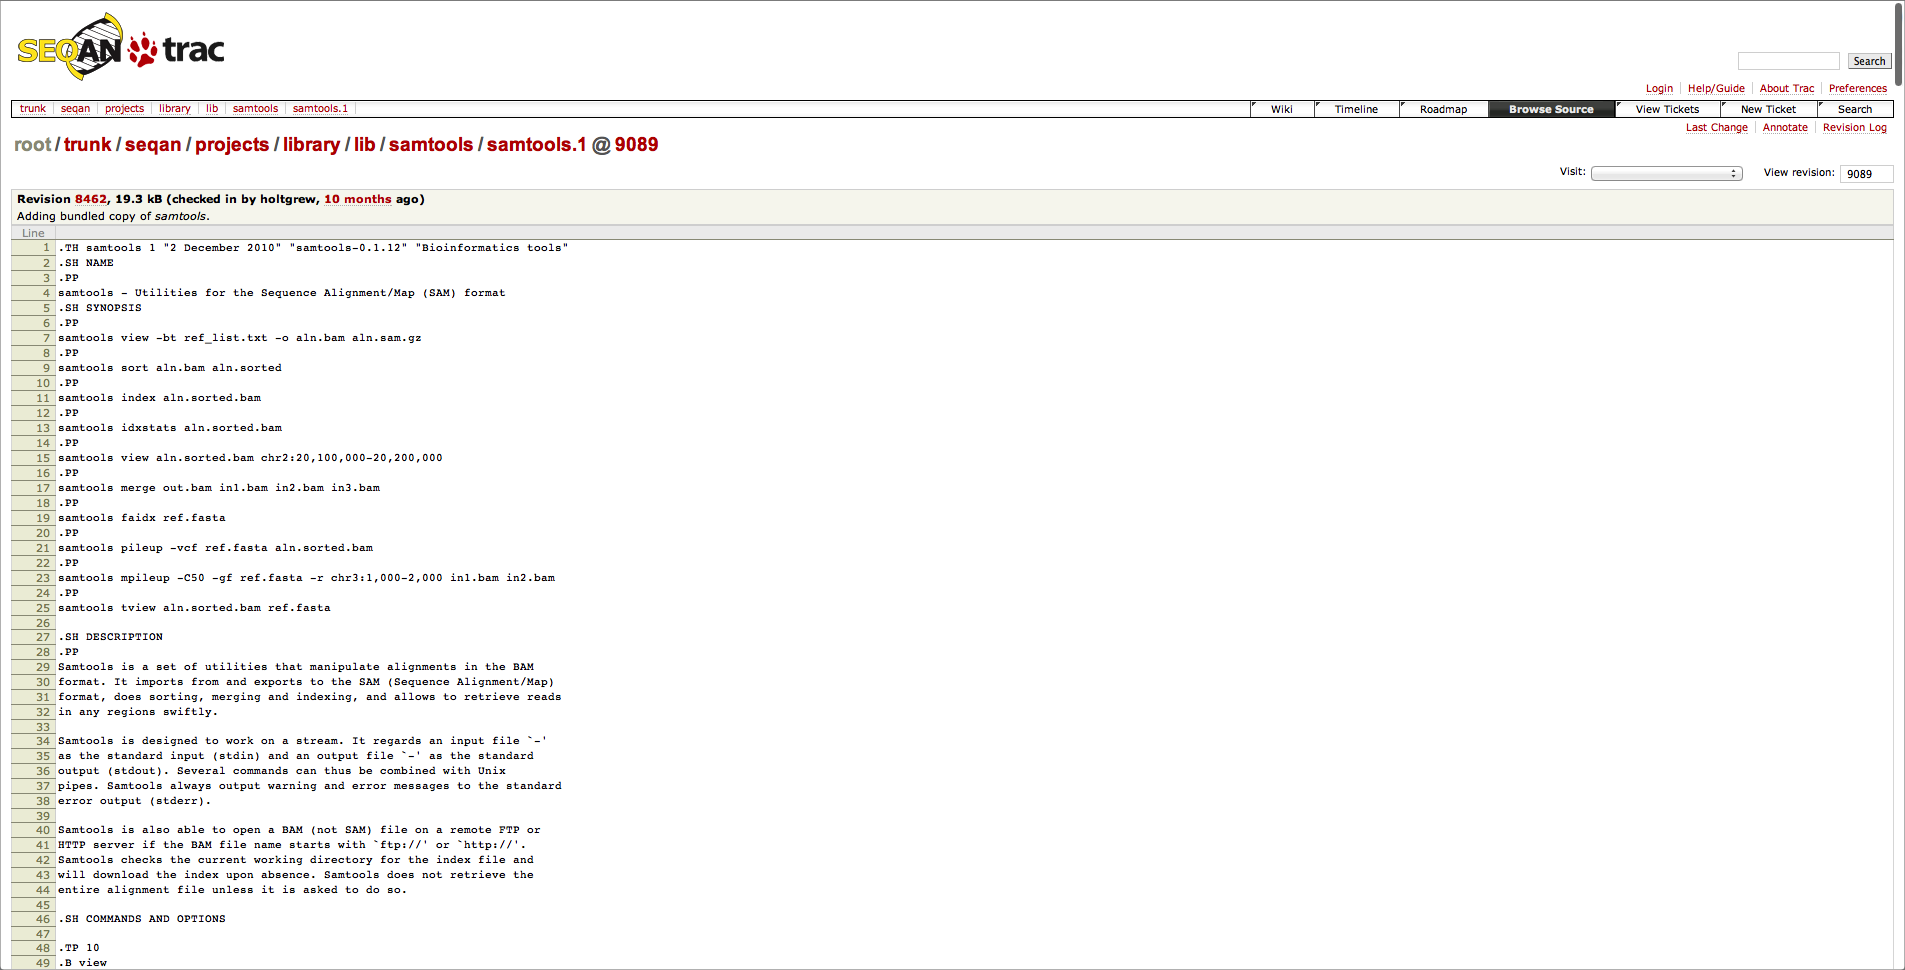 SEQAN trac
Search
Login Help/Guide About Trac Preferences
trunk seqan projects library lib samtools samtools.1
Wiki Timeline Roadmap Browse Source View Tickets New Ticket Search
Last Change Annotate Revision Log
root / trunk / seqan / projects / library / lib / samtools / samtools.1 @ 9089
Visit: View revision: 9089
Revision 8462, 19.3 kB (checked in by holtgrew, 10 months ago)
Adding bundled copy of samtools.
Line
1 .TH samtools 1 "2 December 2010" "samtools-0.1.12" "Bioinformatics tools"
2 .SH NAME
3 .PP
4 samtools - Utilities for the Sequence Alignment/Map (SAM) format
5 .SH SYNOPSIS
6 .PP
7 samtools view -bt ref_list.txt -o aln.bam aln.sam.gz
8 .PP
9 samtools sort aln.bam aln.sorted
10 .PP
11 samtools index aln.sorted.bam
12 .PP
13 samtools idxstats aln.sorted.bam
14 .PP
15 samtools view aln.sorted.bam chr2:20,100,000-20,200,000
16 .PP
17 samtools merge out.bam in1.bam in2.bam in3.bam
18 .PP
19 samtools faidx ref.fasta
20 .PP
21 samtools pileup -vcf ref.fasta aln.sorted.bam
22 .PP
23 samtools mpileup -C50 -gf ref.fasta -r chr3:1,000-2,000 in1.bam in2.bam
24 .PP
25 samtools tview aln.sorted.bam ref.fasta
26
27 .SH DESCRIPTION
28 .PP
29 Samtools is a set of utilities that manipulate alignments in the BAM
30 format. It imports from and exports to the SAM (Sequence Alignment/Map)
31 format, does sorting, merging and indexing, and allows to retrieve reads
32 in any regions swiftly.
33
34 Samtools is designed to work on a stream. It regards an input file `-'
35 as the standard input (stdin) and an output file `-' as the standard
36 output (stdout). Several commands can thus be combined with Unix
37 pipes. Samtools always output warning and error messages to the standard
38 error output (stderr).
39
40 Samtools is also able to open a BAM (not SAM) file on a remote FTP or
41 HTTP server if the BAM file name starts with `ftp://' or `http://'.
42 Samtools checks the current working directory for the index file and
43 will download the index upon absence. Samtools does not retrieve the
44 entire alignment file unless it is asked to do so.
45
46 .SH COMMANDS AND OPTIONS
47
48 .TP 10
49 .B view